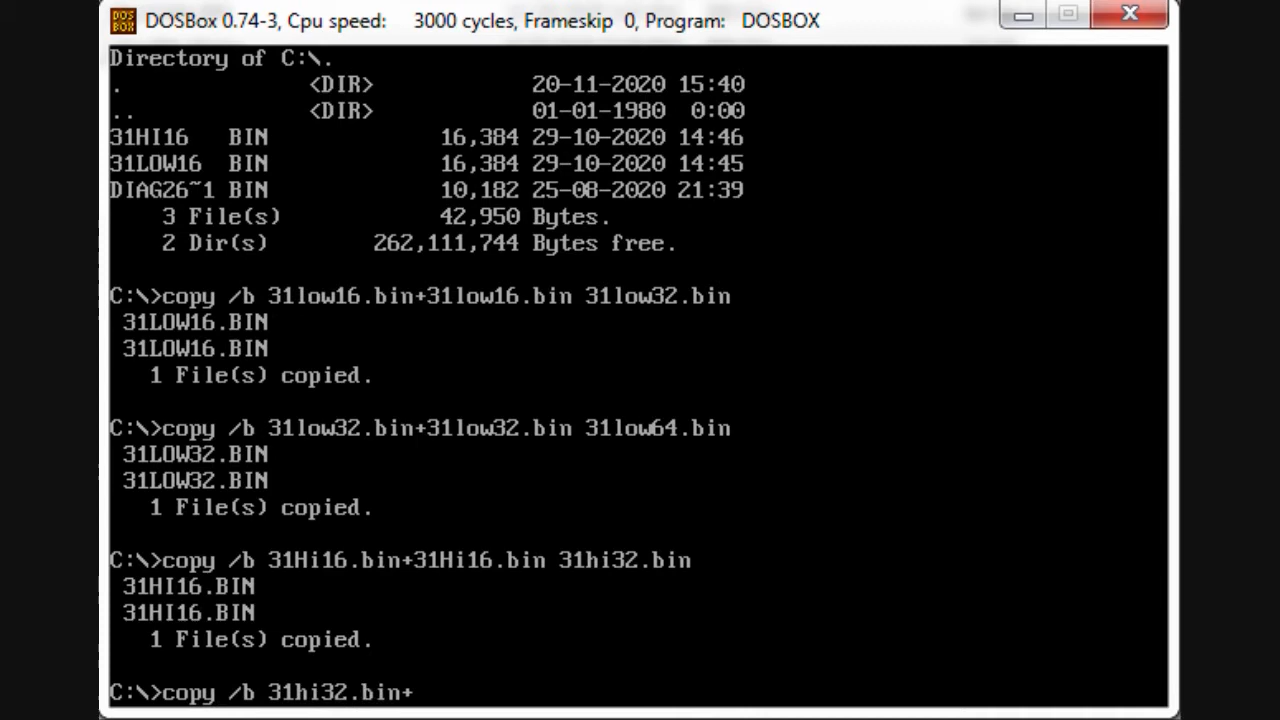 DOS BOX
DOSBox 0.74-3, Cpu speed:    3000 cycles, Frameskip  0, Program:   DOSBOX
Directory of C:\.
.              <DIR>            20-11-2020 15:40
..             <DIR>            01-01-1980  0:00
31HI16   BIN             16,384 29-10-2020 14:46
31LOW16  BIN             16,384 29-10-2020 14:45
DIAG26~1 BIN             10,182 25-08-2020 21:39
    3 File(s)            42,950 Bytes.
    2 Dir(s)        262,111,744 Bytes free.
C:\>copy /b 31low16.bin+31low16.bin 31low32.bin
 31LOW16.BIN
 31LOW16.BIN
   1 File(s) copied.
C:\>copy /b 31low32.bin+31low32.bin 31low64.bin
 31LOW32.BIN
 31LOW32.BIN
   1 File(s) copied.
C:\>copy /b 31Hi16.bin+31Hi16.bin 31hi32.bin
 31HI16.BIN
 31HI16.BIN
   1 File(s) copied.
C:\>copy /b 31hi32.bin+